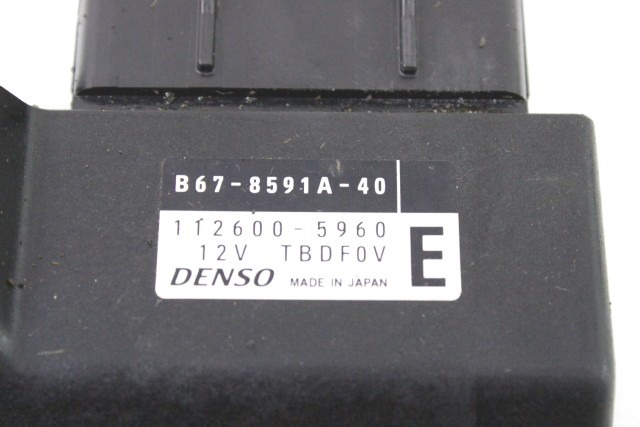 B67-8591A-40
112600-5960
12V TBDF0V
E
DENSO MADE IN JAPAN